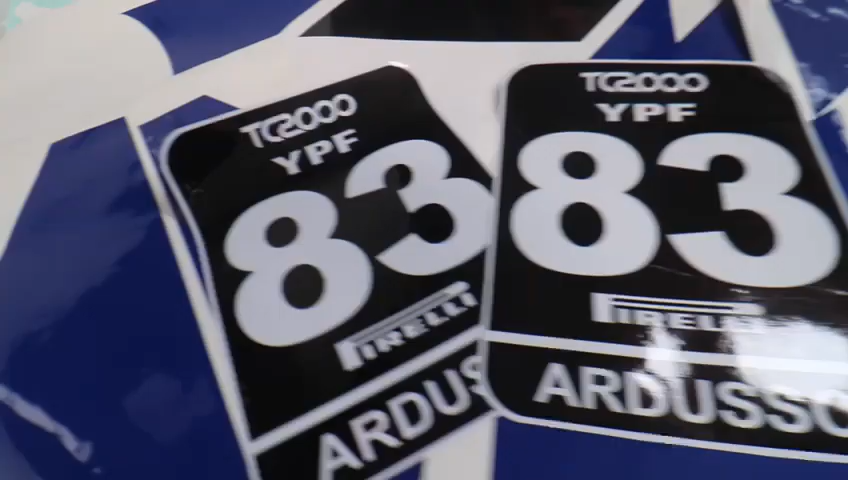 TC2000
YPF
83
PIRELLI
ARDUS
TC2000
YPF
83
PIRELLI
ARDUSSO